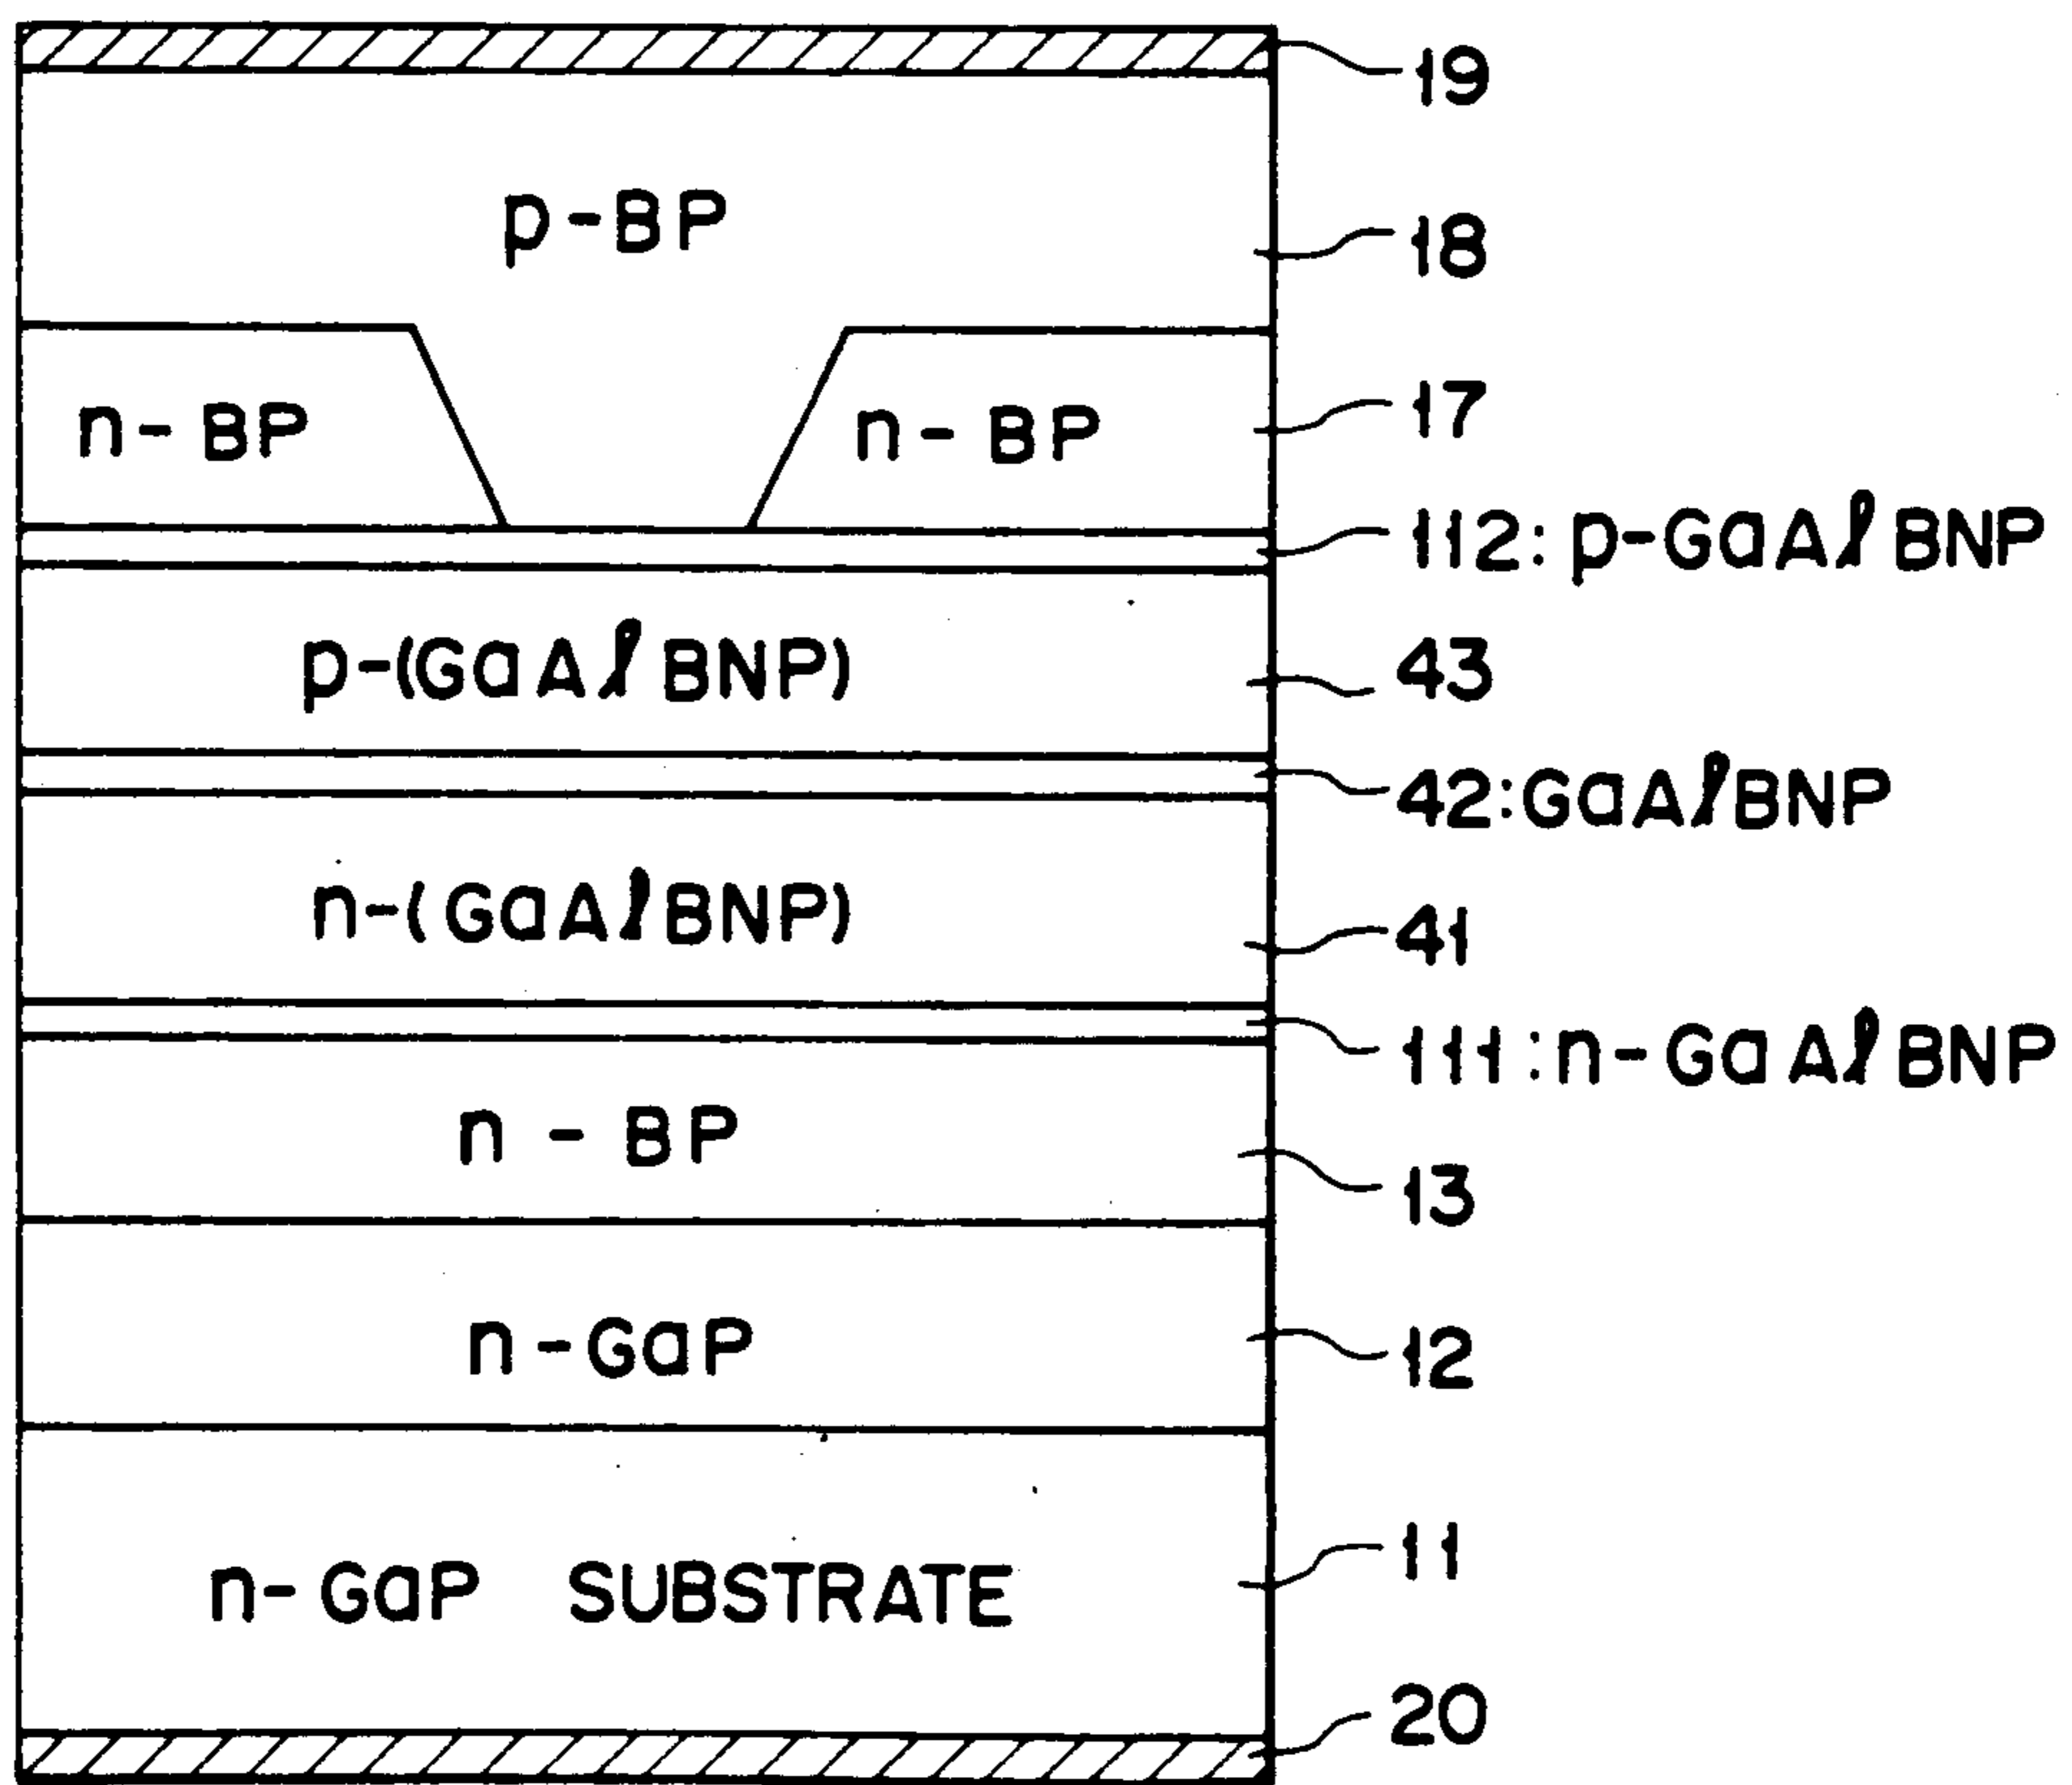 19
p-BP
18
n-BP n-BP 17
112: p-GaAlBNP
p-(GaAlBNP) 43
42:GaAlBNP
n-(GaAlBNP) 41
111:n-GaAlBNP
n-BP
13
n-GaP 12
11
n-GaP SUBSTRATE
20